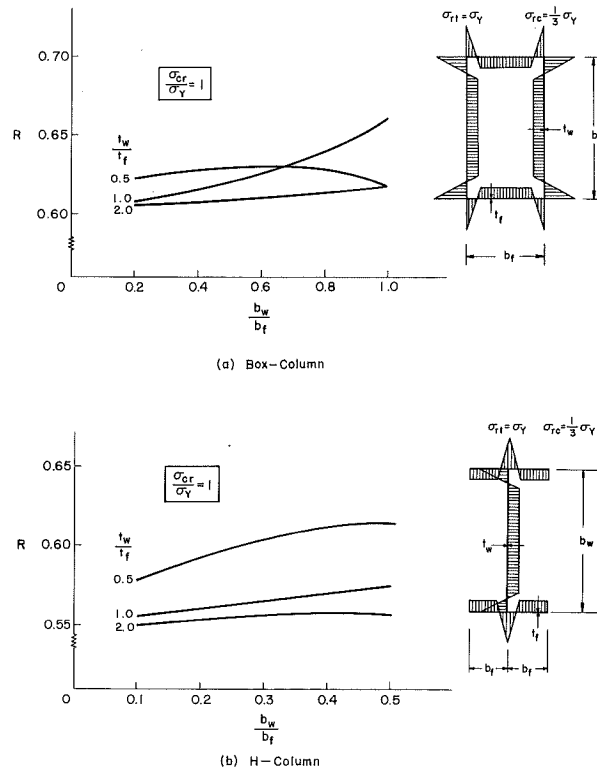 σrt = σY σrc = 1/3 σY
0.70
σcr/σY = 1
R
0.65
tw/tf
0.5
1.0
2.0
0.60
0
0.2 0.4 0.6 0.8 1.0
bw/bf
tw
b
tf
bf
(a) Box-Column
σrt = σY σrc = 1/3 σY
0.65
σcr/σY = 1
R
0.60
tw/tf
0.5
1.0
2.0
0.55
0
0.1 0.2 0.3 0.4 0.5
bw/bf
tw
bw
tf
bf bf
(b) H-Column